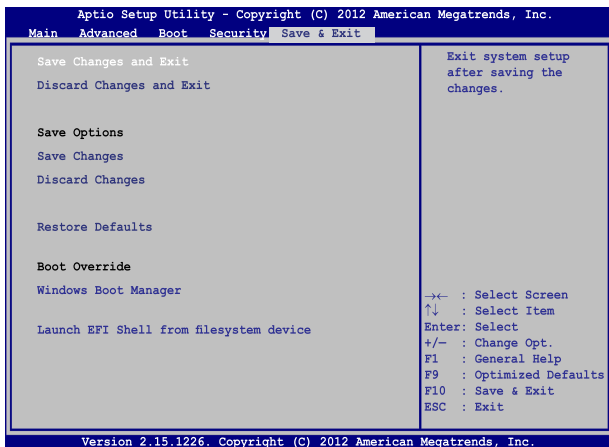 Aptio Setup Utility - Copyright (C) 2012 American Megatrends, Inc.
Main Advanced Boot Security Save & Exit
Save Changes and Exit
Discard Changes and Exit
Save Options
Save Changes
Discard Changes
Restore Defaults
Boot Override
Windows Boot Manager
Launch EFI Shell from filesystem device
Exit system setup
after saving the
changes.
→← : Select Screen
↑↓ : Select Item
Enter: Select
+/− : Change Opt.
F1 : General Help
F9 : Optimized Defaults
F10 : Save & Exit
ESC : Exit
Version 2.15.1226. Copyright (C) 2012 American Megatrends, Inc.